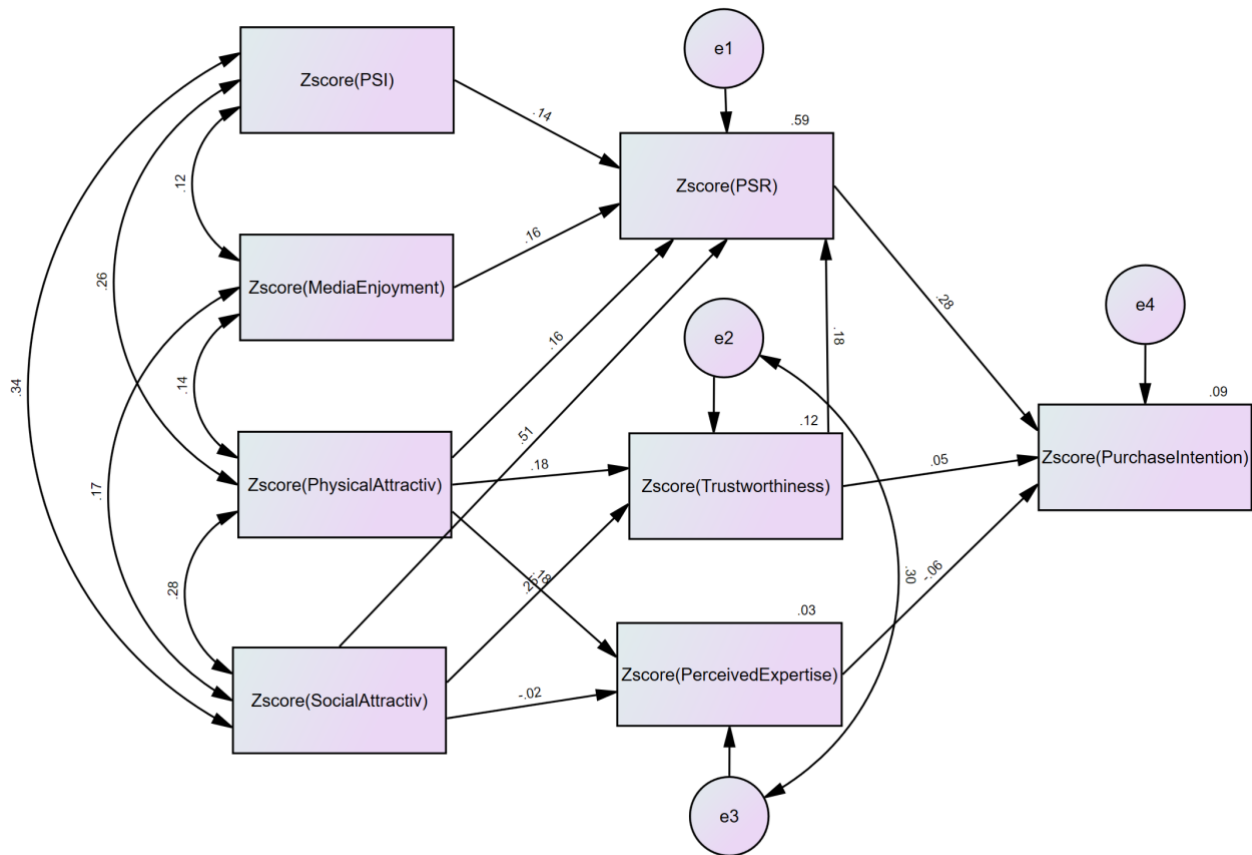 Zscore(PSI)
e1
.14
.59
Zscore(PSR)
.12
.16
Zscore(MediaEnjoyment)
.26
.28
e4
e2
.16
.18
.34
.14
.09
.51
.12
Zscore(PurchaseIntention)
.18
.05
Zscore(PhysicalAttractiv)
Zscore(Trustworthiness)
.17
.30
-.06
.18
.25
.28
.03
Zscore(PerceivedExpertise)
Zscore(SocialAttractiv)
-.02
e3